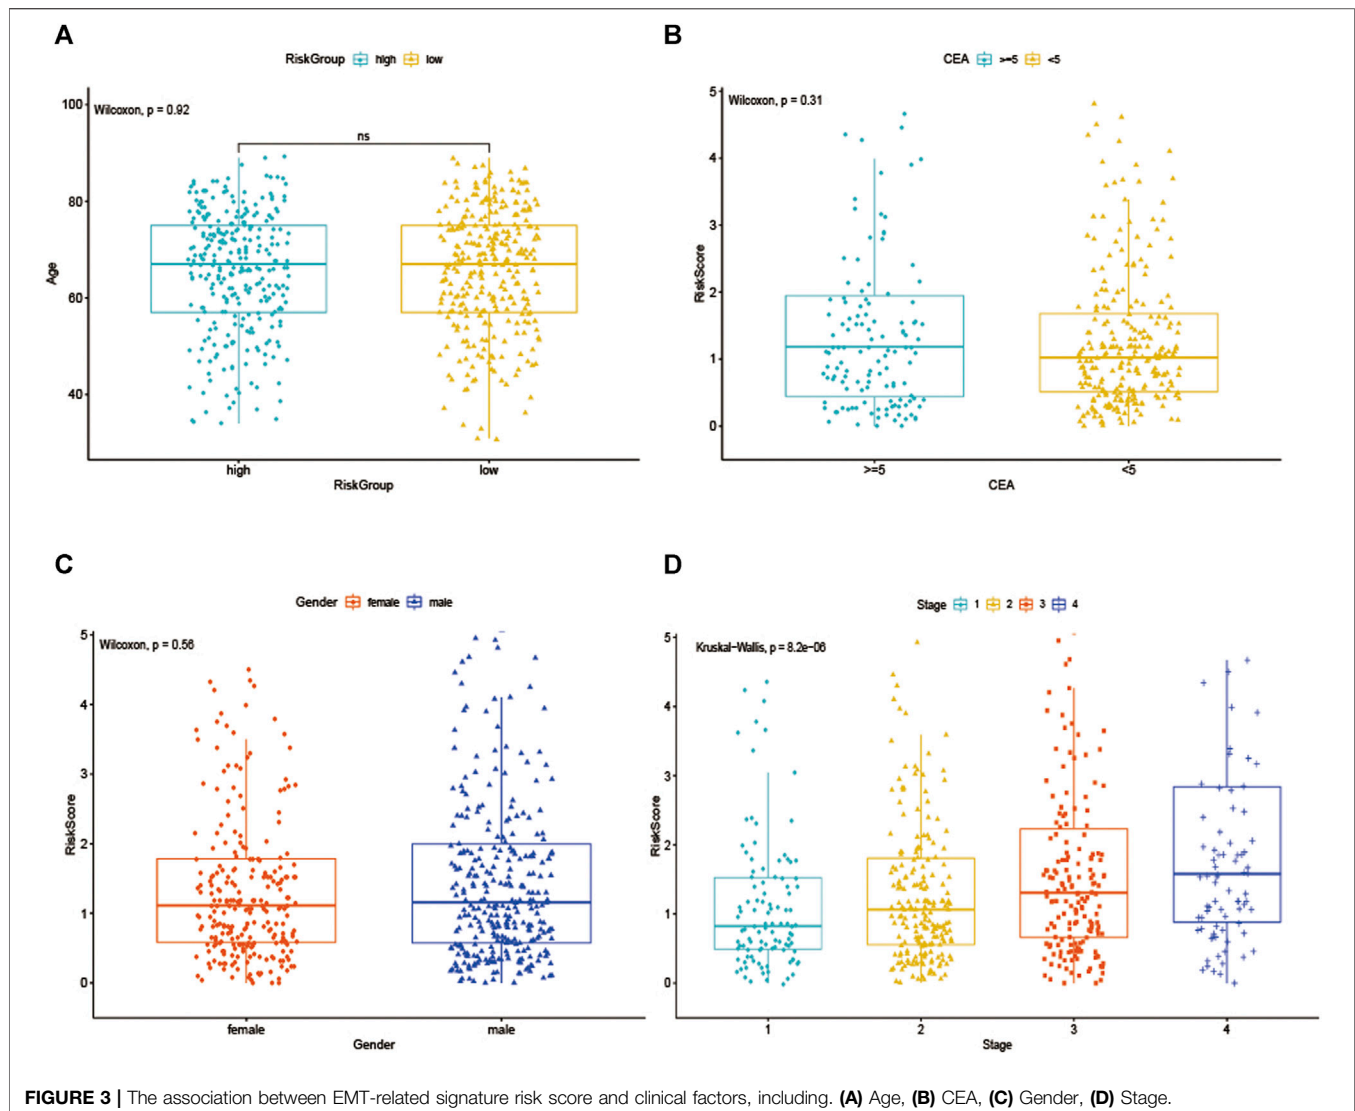 A
RiskGroup high low
Wilcoxon, p = 0.92
ns
100
80
60
40
Age
high low
RiskGroup
B
CEA >=5 <5
Wilcoxon, p = 0.31
5
4
3
2
1
0
RiskScore
>=5 <5
CEA
C
Gender female male
Wilcoxon, p = 0.56
5
4
3
2
1
0
RiskScore
female male
Gender
D
Stage 1 2 3 4
Kruskal-Wallis, p = 8.2e-06
5
4
3
2
1
0
RiskScore
1 2 3 4
Stage
FIGURE 3 | The association between EMT-related signature risk score and clinical factors, including. (A) Age, (B) CEA, (C) Gender, (D) Stage.